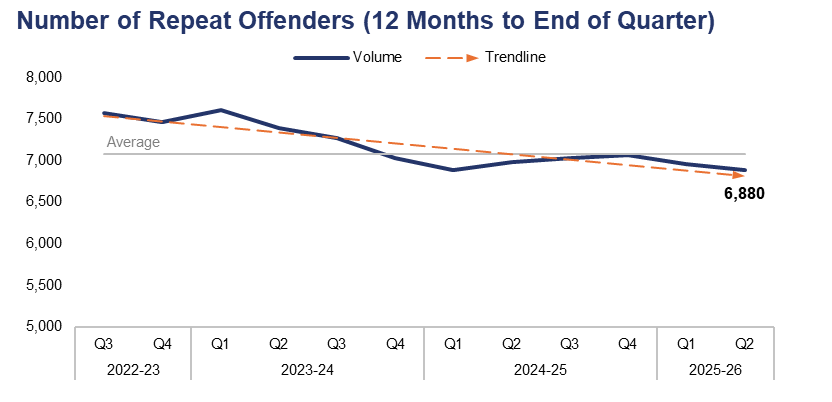 Number of Repeat Offenders (12 Months to End of Quarter)
Volume Trendline
8,000
7,500
Average
7,000
6,880
6,500
6,000
5,500
5,000
Q3 Q4 Q1 Q2 Q3 Q4 Q1 Q2 Q3 Q4 Q1 Q2
2022-23 2023-24 2024-25 2025-26